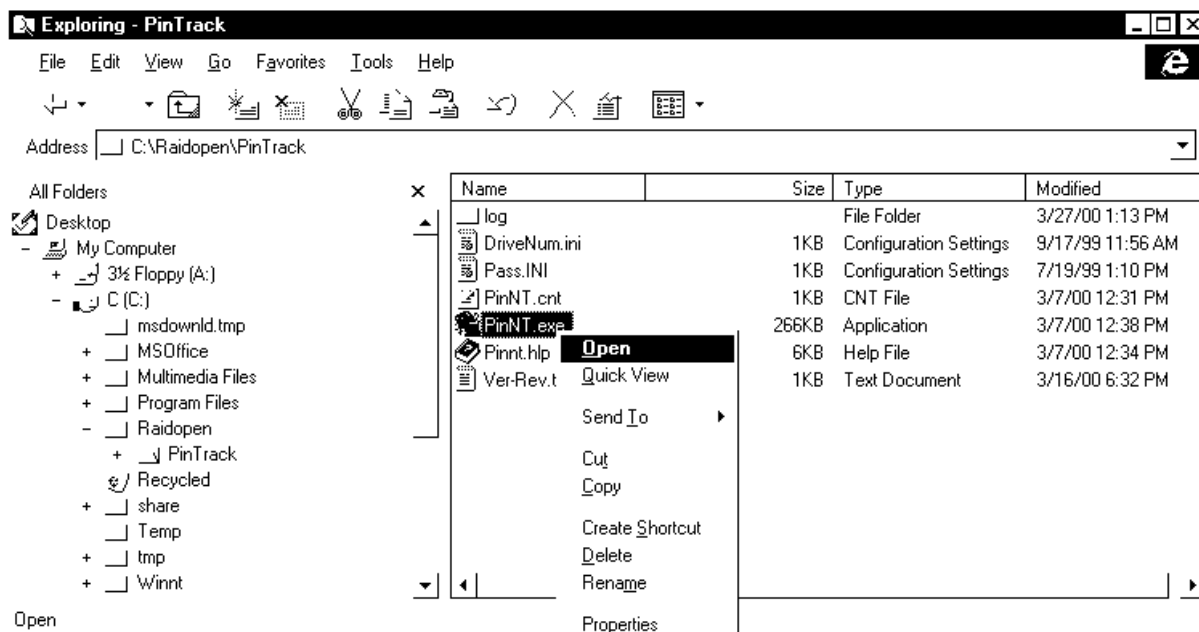 Exploring - PinTrack
File Edit View Go Favorites Tools Help
Address C:\Raidopen\PinTrack
All Folders
Desktop
My Computer
3½ Floppy (A:)
C (C:)
msdownld.tmp
MSOffice
Multimedia Files
Program Files
Raidopen
PinTrack
Recycled
share
Temp
tmp
Winnt
Name Size Type Modified
log File Folder 3/27/00 1:13 PM
DriveNum.ini 1KB Configuration Settings 9/17/99 11:56 AM
Pass.INI 1KB Configuration Settings 7/19/99 1:10 PM
PinNT.cnt 1KB CNT File 3/7/00 12:31 PM
PinNT.exe 266KB Application 3/7/00 12:38 PM
Pinnt.hlp 6KB Help File 3/7/00 12:34 PM
Ver-Rev.t 1KB Text Document 3/16/00 6:32 PM
Open
Quick View
Send To
Cut
Copy
Create Shortcut
Delete
Rename
Properties
Open